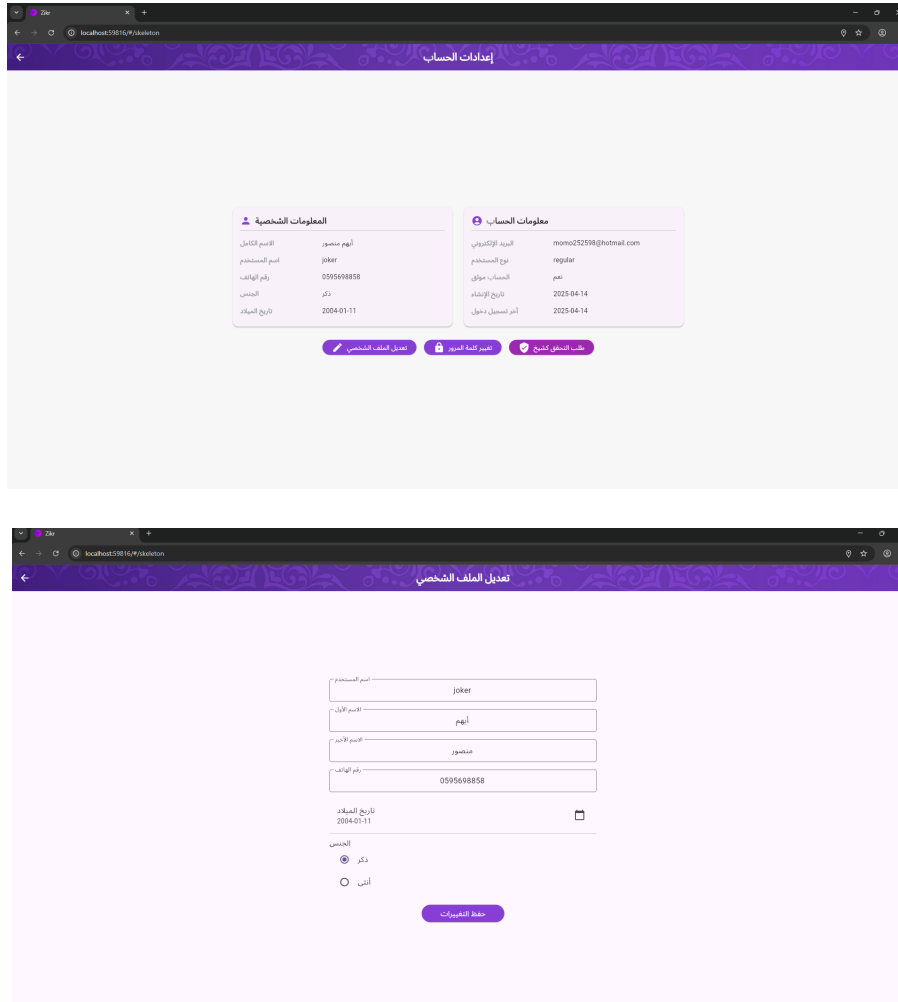 Zikr
localhost:59816/#/skeleton
إعدادات الحساب
المعلومات الشخصية
الاسم الكامل أيهم منصور
اسم المستخدم joker
رقم الهاتف 0595698858
الجنس ذكر
تاريخ الميلاد 2004-01-11
معلومات الحساب
البريد الإلكتروني momo252598@hotmail.com
نوع المستخدم regular
الحساب موثق نعم
تاريخ الإنشاء 2025-04-14
آخر تسجيل دخول 2025-04-14
تعديل الملف الشخصي
تغيير كلمة المرور
طلب التحقق كشيخ
Zikr
localhost:59816/#/skeleton
تعديل الملف الشخصي
اسم المستخدم
joker
الاسم الأول
أيهم
الاسم الأخير
منصور
رقم الهاتف
0595698858
تاريخ الميلاد
2004-01-11
الجنس
ذكر
أنثى
حفظ التغييرات